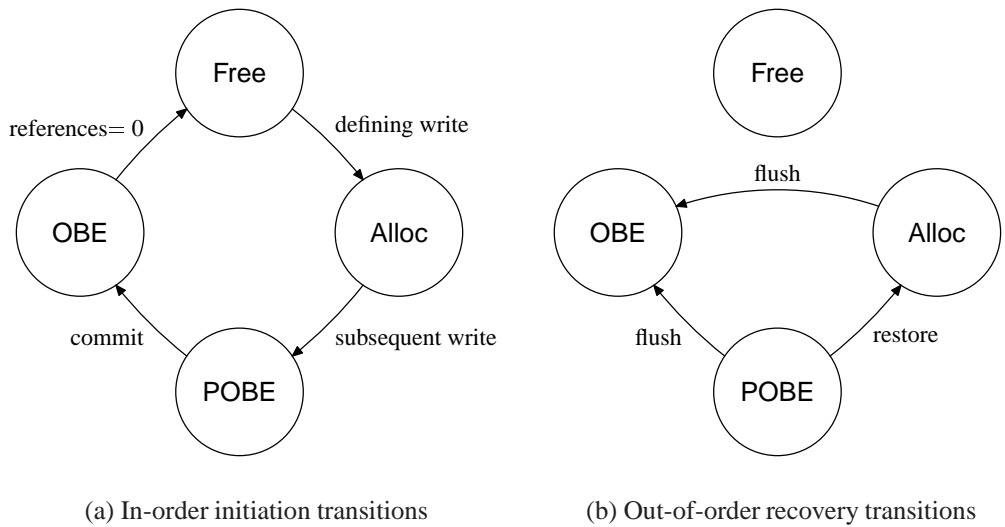 Free
references= 0
defining write
OBE
Alloc
commit
subsequent write
POBE
(a) In-order initiation transitions
Free
flush
OBE
Alloc
flush
restore
POBE
(b) Out-of-order recovery transitions